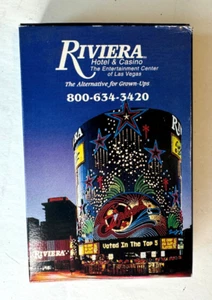 RIVIERA
Hotel & Casino
The Entertainment Center
of Las Vegas
The Alternative for Grown-Ups
800-634-3420
Voted In The Top 5
RIVIERA